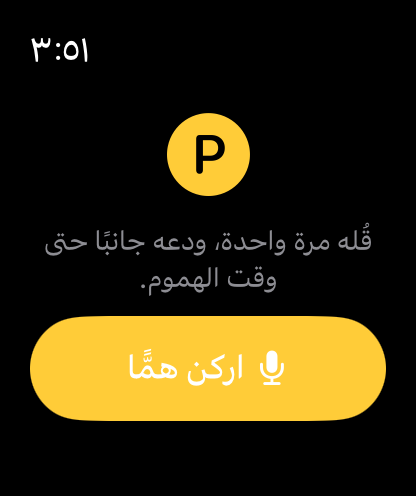 ٣:٥١
P
قُله مرة واحدة، ودعه جانبًا حتى
وقت الهموم.
اركن همًّا